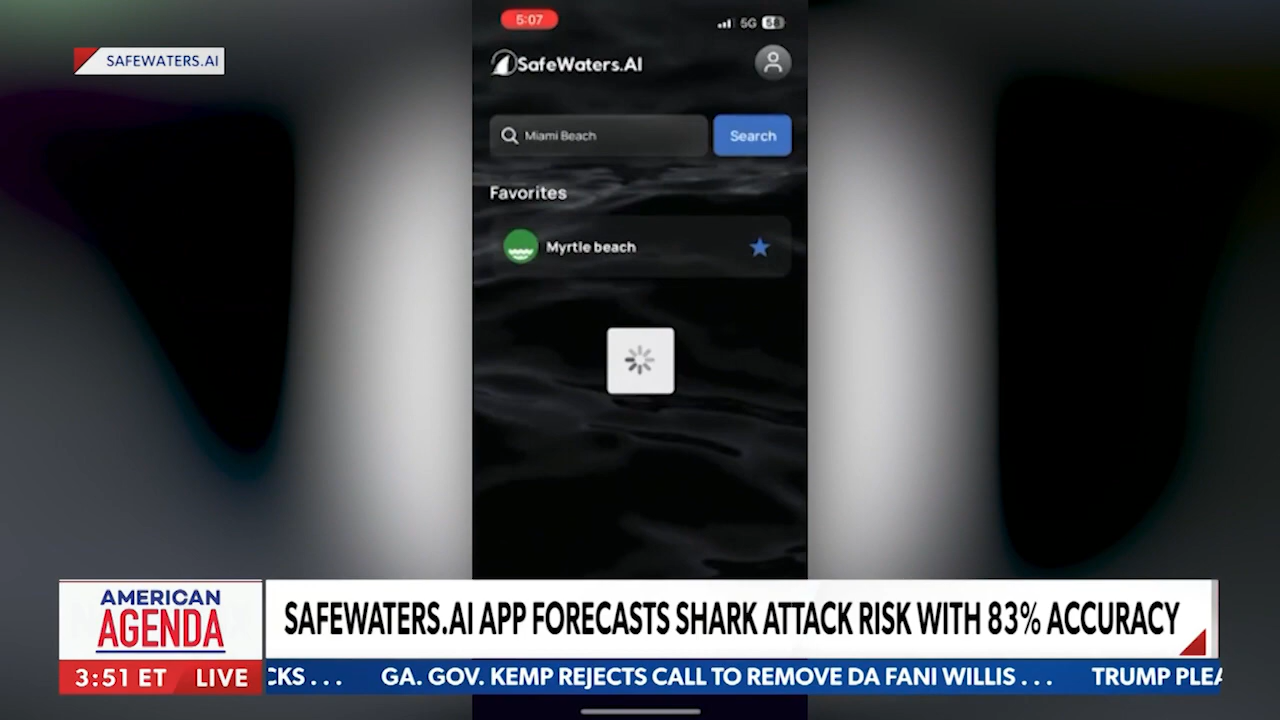 SAFEWATERS.AI
5:07
5G
SafeWaters.AI
Miami Beach
Search
Favorites
Myrtle beach
AMERICAN
AGENDA
SAFEWATERS.AI APP FORECASTS SHARK ATTACK RISK WITH 83% ACCURACY
3:51 ET LIVE
CKS . . . GA. GOV. KEMP REJECTS CALL TO REMOVE DA FANI WILLIS . . . TRUMP PLEA